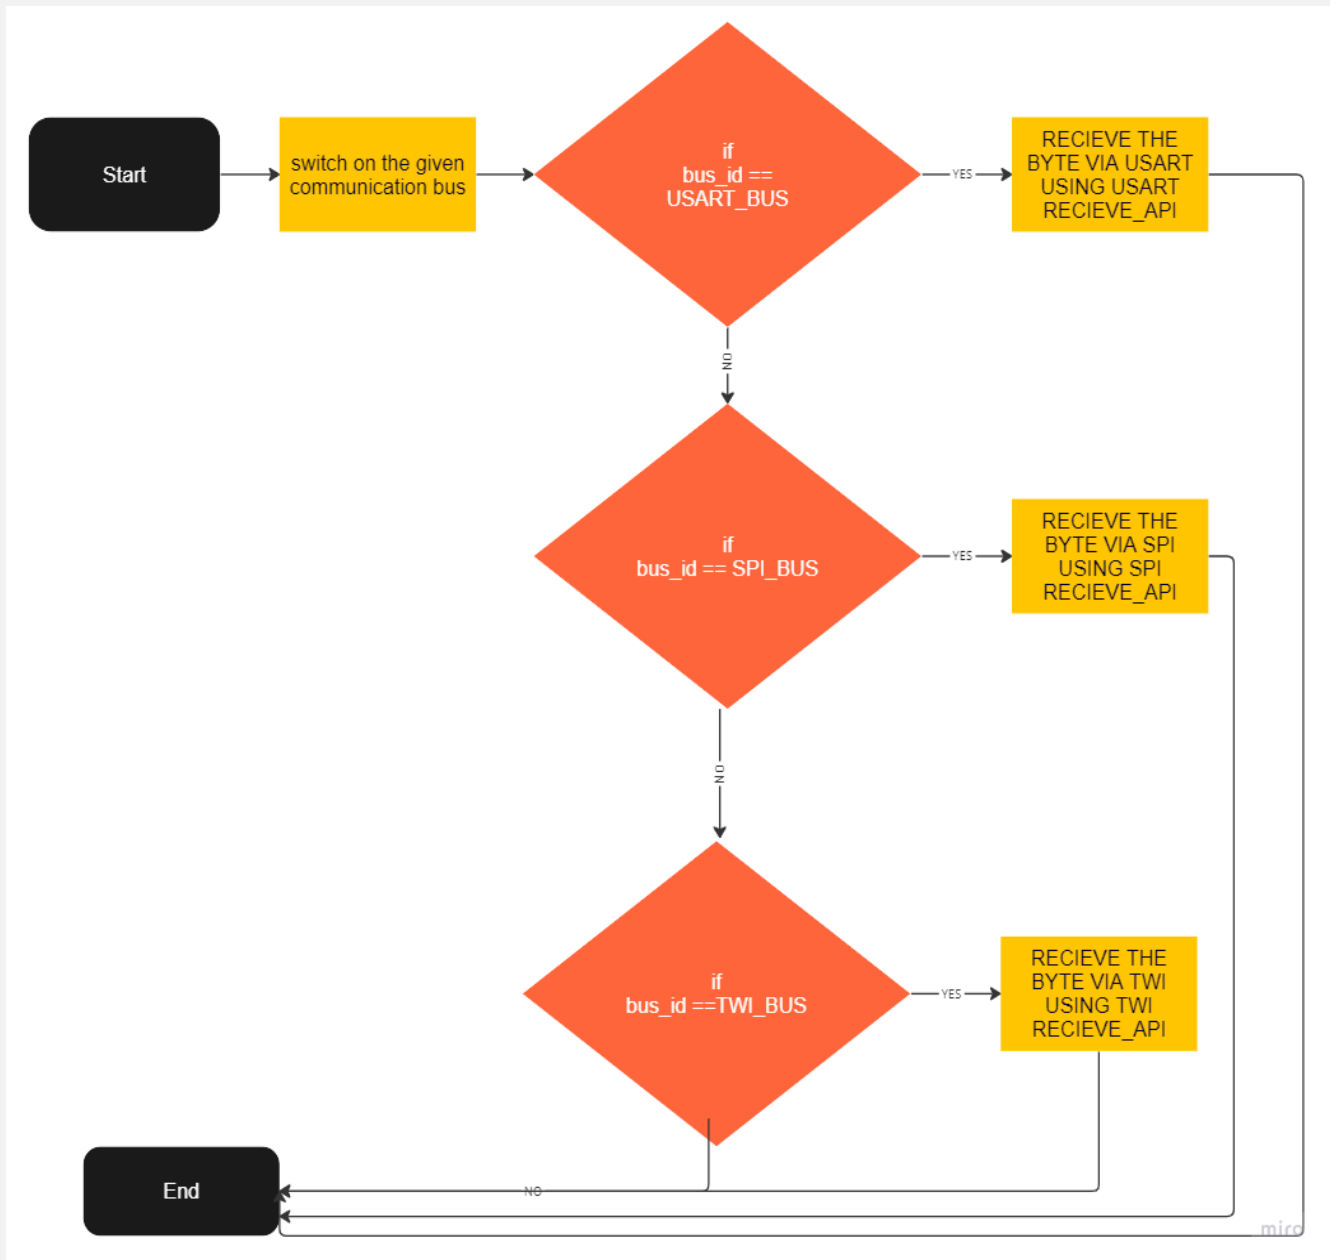 Start
switch on the given
communication bus
if
bus_id ==
USART_BUS
YES
RECIEVE THE
BYTE VIA USART
USING USART
RECIEVE_API
NO
if
bus_id == SPI_BUS
YES
RECIEVE THE
BYTE VIA SPI
USING SPI
RECIEVE_API
NO
if
bus_id ==TWI_BUS
YES
RECIEVE THE
BYTE VIA TWI
USING TWI
RECIEVE_API
End
NO
miro